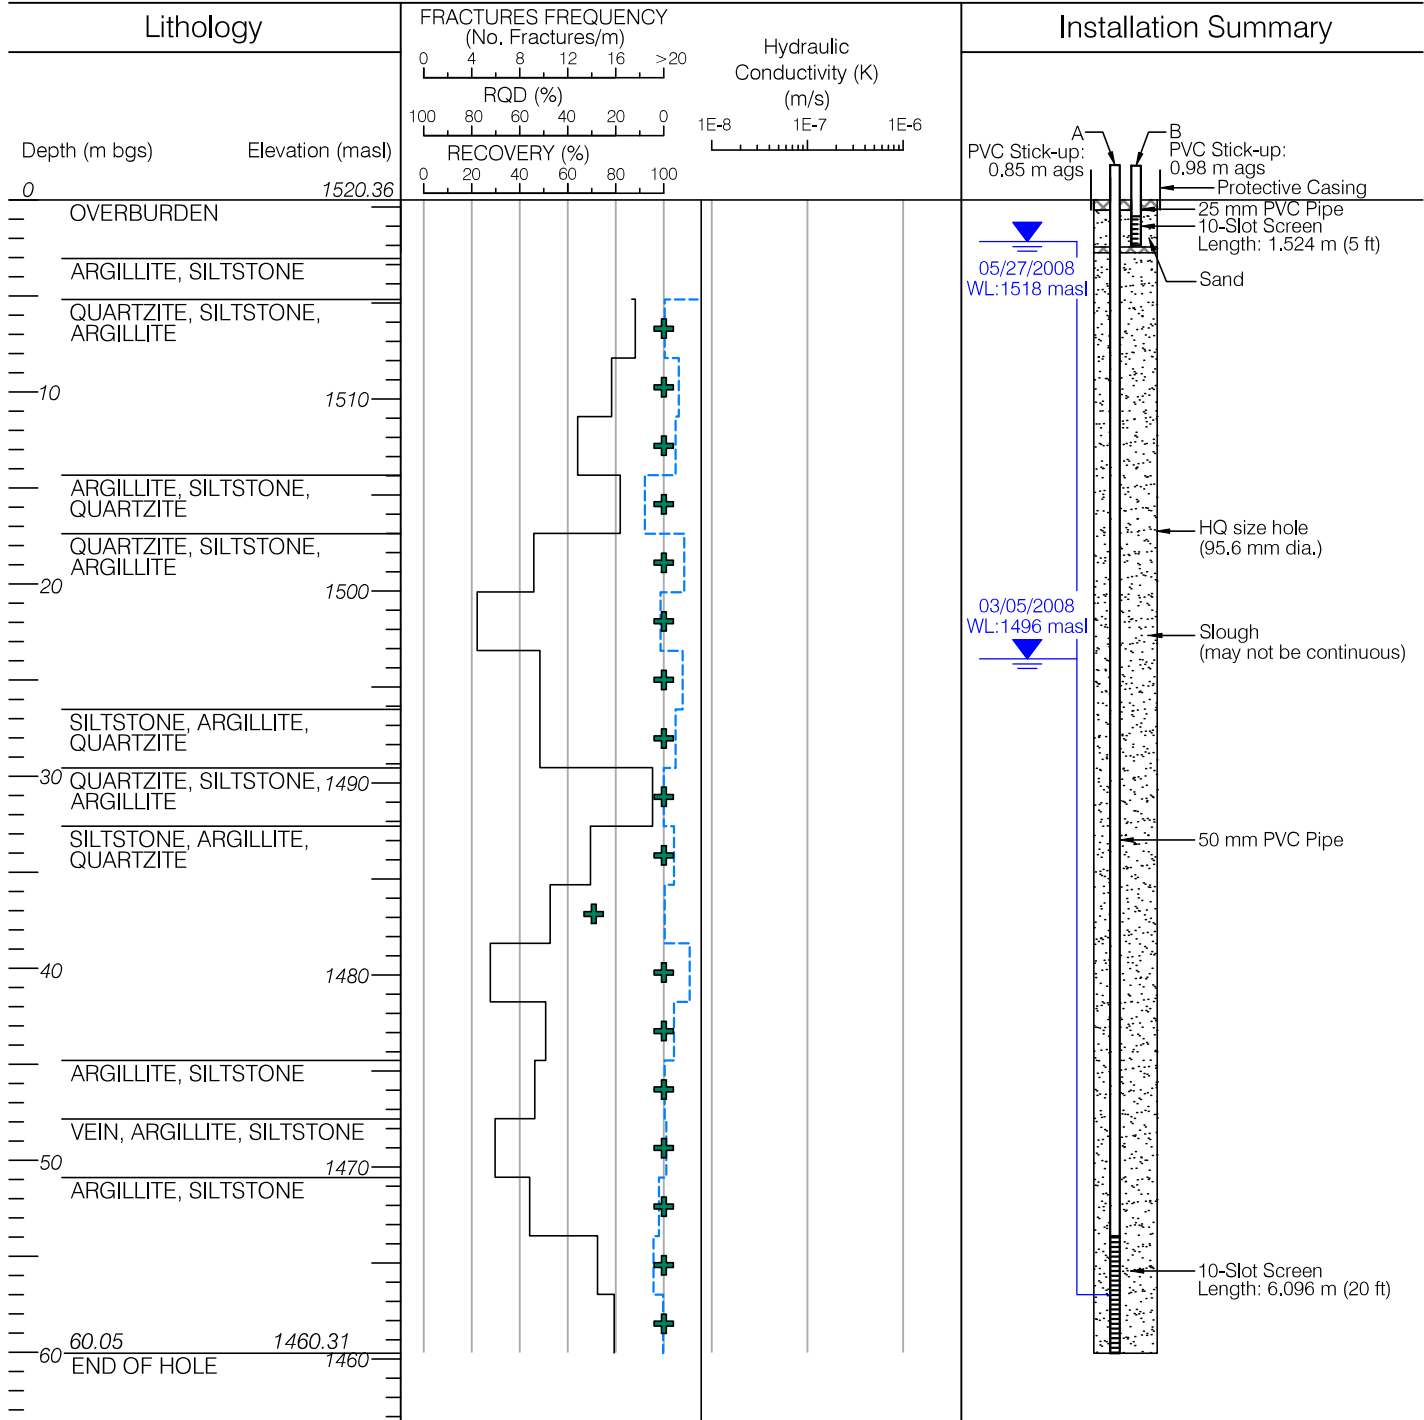 Lithology
FRACTURES FREQUENCY
(No. Fractures/m)
0 4 8 12 16 >20
RQD (%)
100 80 60 40 20 0
RECOVERY (%)
0 20 40 60 80 100
Hydraulic
Conductivity (K)
(m/s)
1E-8 1E-7 1E-6
Installation Summary
Depth (m bgs) Elevation (masl)
0 1520.36
OVERBURDEN
ARGILLITE, SILTSTONE
QUARTZITE, SILTSTONE,
ARGILLITE
10
1510
ARGILLITE, SILTSTONE,
QUARTZITE
QUARTZITE, SILTSTONE,
ARGILLITE
20
1500
SILTSTONE, ARGILLITE,
QUARTZITE
30
QUARTZITE, SILTSTONE, 1490
ARGILLITE
SILTSTONE, ARGILLITE,
QUARTZITE
40
1480
ARGILLITE, SILTSTONE
VEIN, ARGILLITE, SILTSTONE
50
1470
ARGILLITE, SILTSTONE
60.05 1460.31
60 1460
END OF HOLE
A B
PVC Stick-up:
0.85 m ags
PVC Stick-up:
0.98 m ags
Protective Casing
25 mm PVC Pipe
10-Slot Screen
Length: 1.524 m (5 ft)
Sand
05/27/2008
WL:1518 masl
HQ size hole
(95.6 mm dia.)
03/05/2008
WL:1496 masl
Slough
(may not be continuous)
50 mm PVC Pipe
10-Slot Screen
Length: 6.096 m (20 ft)